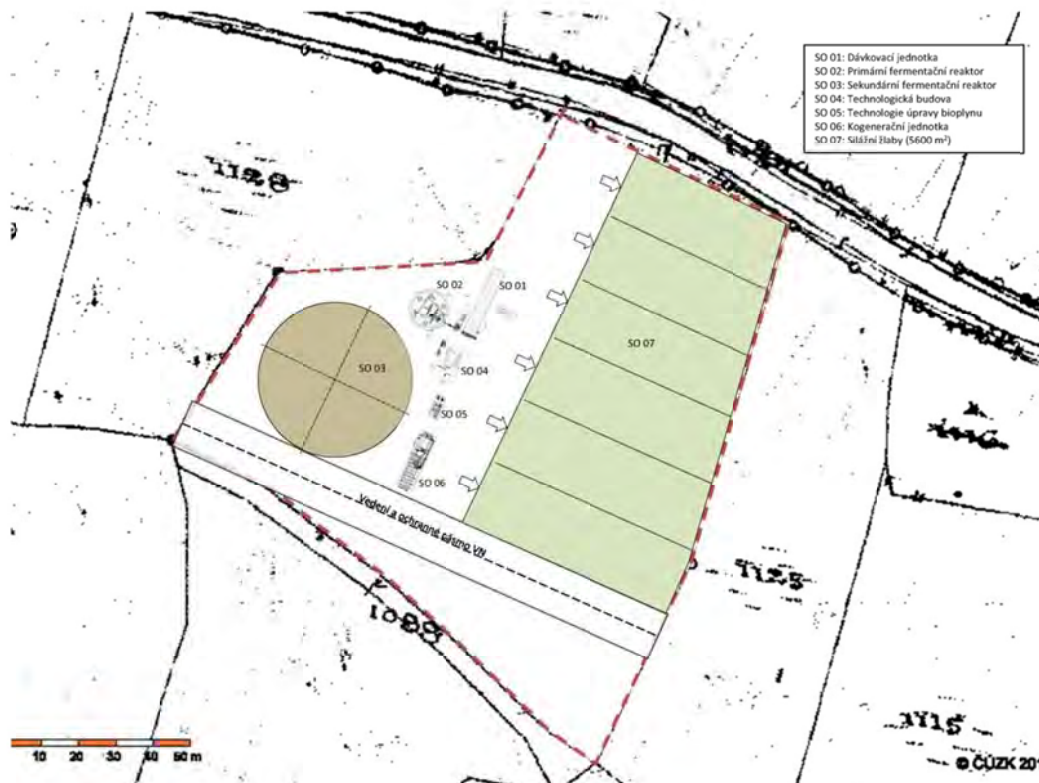 SO 01: Dávkovací jednotka
SO 02: Primární fermentační reaktor
SO 03: Sekundární fermentační reaktor
SO 04: Technologická budova
SO 05: Technologie úpravy bioplynu
SO 06: Kogenerační jednotka
SO 07: Silážní žlaby (5600 m²)
SO 02
SO 01
SO 07
SO 03
SO 04
SO 05
SO 06
Vedení a ochranné pásmo VN
1088
10 20 30 40 50 m
© ČÚZK 201